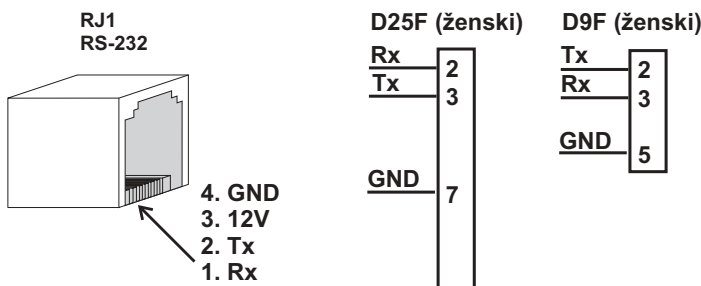 RJ1
RS-232
4. GND
3. 12V
2. Tx
1. Rx
D25F (ženski)
Rx
2
Tx
3
GND
7
D9F (ženski)
Tx
2
Rx
3
GND
5